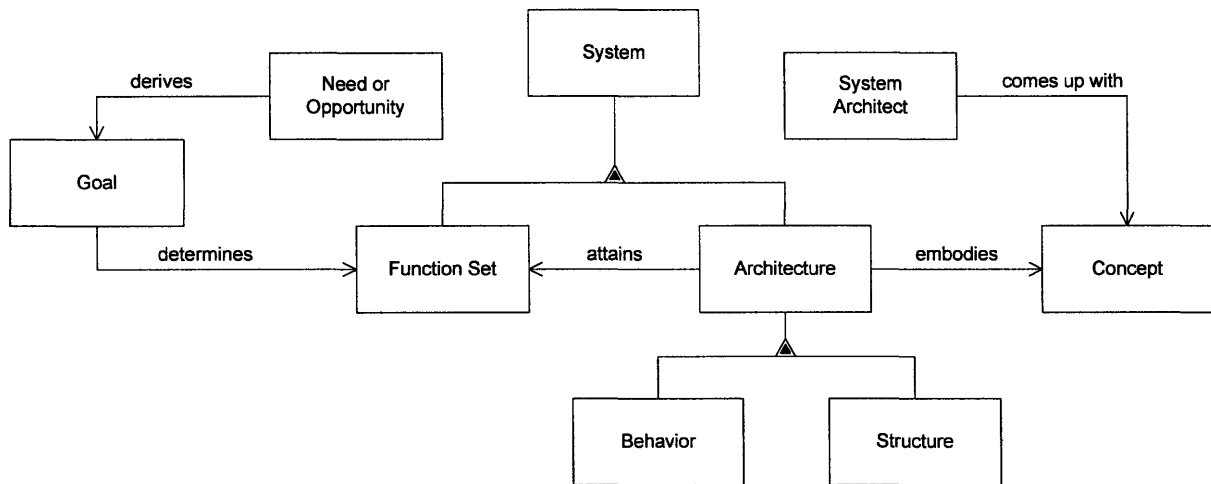 System
derives
Need or
Opportunity
System
Architect
comes up with
Goal
determines
Function Set
attains
Architecture
embodies
Concept
Behavior
Structure